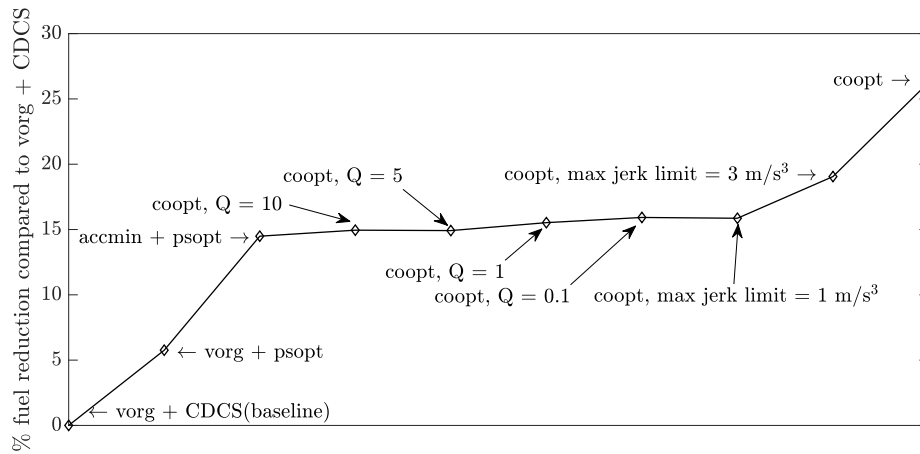 % fuel reduction compared to vorg + CDCS
30
25
20
15
10
5
0
coopt →
coopt, max jerk limit = 3 m/s³ →
coopt, Q = 5
coopt, Q = 10
accmin + psopt →
coopt, Q = 1
coopt, Q = 0.1
coopt, max jerk limit = 1 m/s³
← vorg + psopt
← vorg + CDCS(baseline)